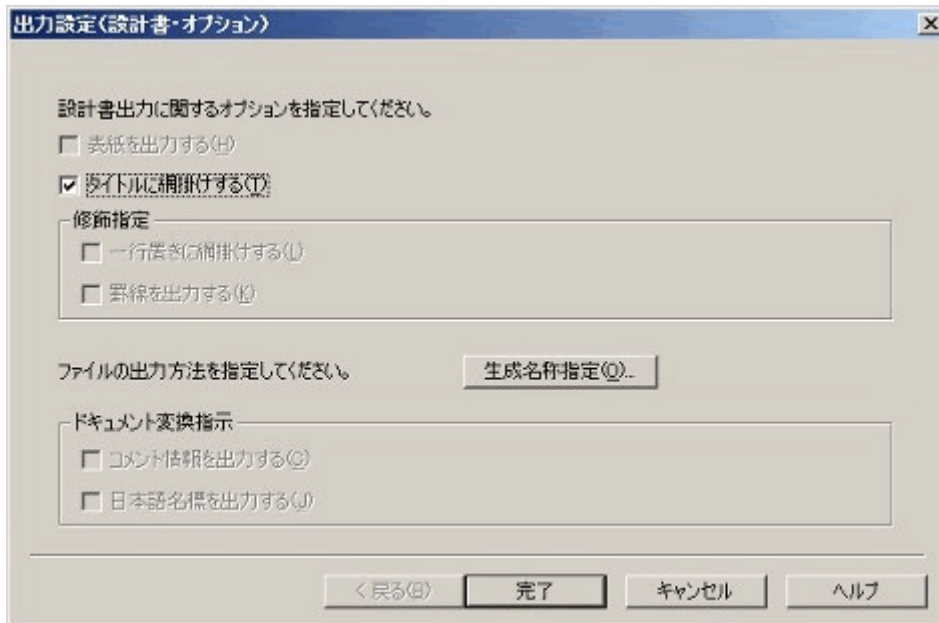 出力設定(設計書・オプション)
設計書出力に関するオプションを指定してください。
表紙を出力する(H)
タイトルに網掛けする(T)
修飾指定
一行置きに網掛けする(L)
罫線を出力する(K)
ファイルの出力方法を指定してください。
生成名称指定(O)...
ドキュメント変換指示
コメント情報を出力する(C)
日本語名標を出力する(J)
< 戻る(B)
完了
キャンセル
ヘルプ